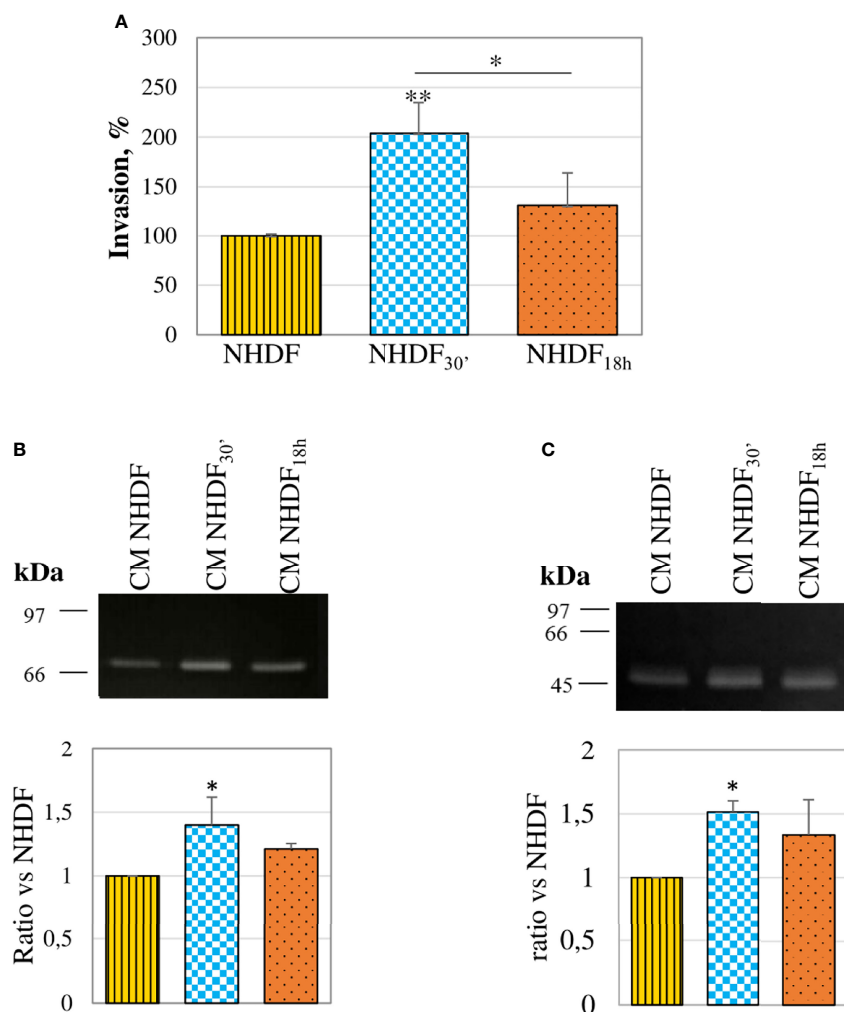 A
300
250
200
150
100
50
0
Invasion, %
*
**
NHDF
NHDF30’
NHDF18h
B
CM NHDF
CM NHDF30’
CM NHDF18h
kDa
97
66
2
1,5
1
0,5
0
Ratio vs NHDF
*
C
CM NHDF
CM NHDF30’
CM NHDF18h
kDa
97
66
45
2
1,5
1
0,5
0
ratio vs NHDF
*